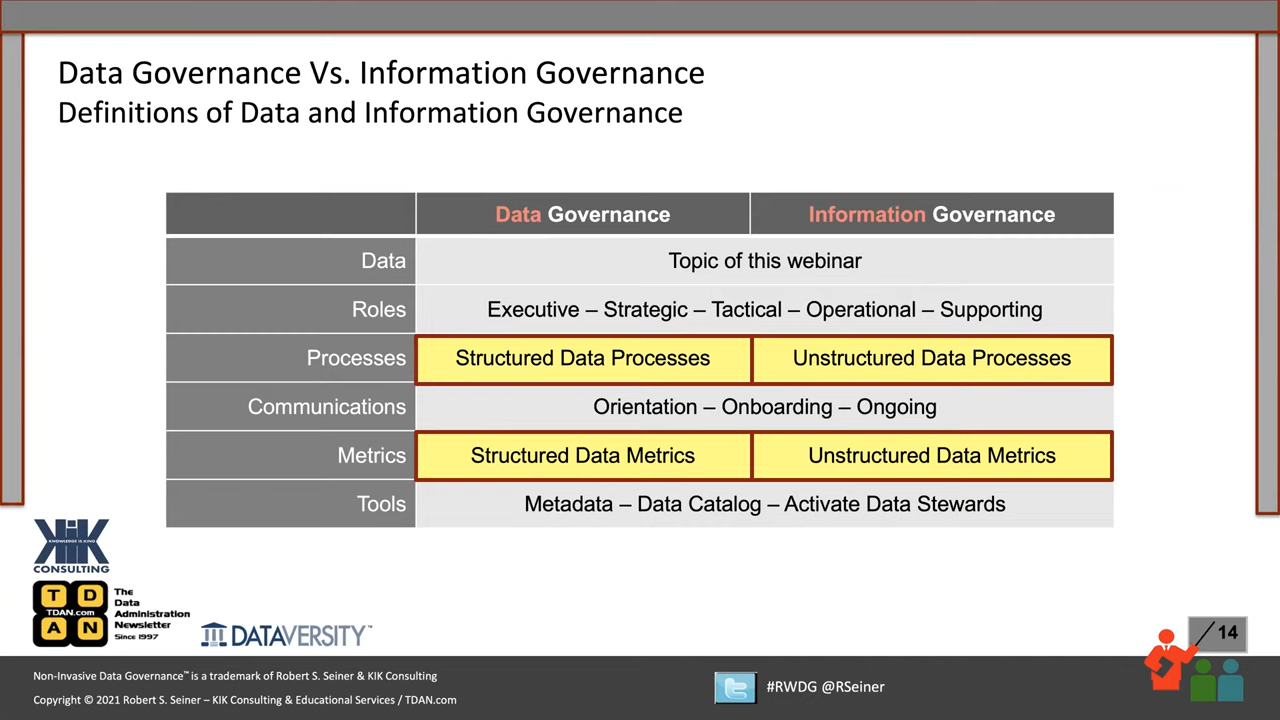 Data Governance Vs. Information Governance
Definitions of Data and Information Governance
Data Governance
Information Governance
Data
Topic of this webinar
Roles
Executive – Strategic – Tactical – Operational – Supporting
Processes
Structured Data Processes
Unstructured Data Processes
Communications
Orientation – Onboarding – Ongoing
Metrics
Structured Data Metrics
Unstructured Data Metrics
Tools
Metadata – Data Catalog – Activate Data Stewards
KIK
KNOWLEDGE IS KING
CONSULTING
T D
TDAN.com
A N
The
Data
Administration
Newsletter
Since 1997
DATAVERSITY™
14
Non-Invasive Data Governance™ is a trademark of Robert S. Seiner & KIK Consulting
Copyright © 2021 Robert S. Seiner – KIK Consulting & Educational Services / TDAN.com
#RWDG @RSeiner